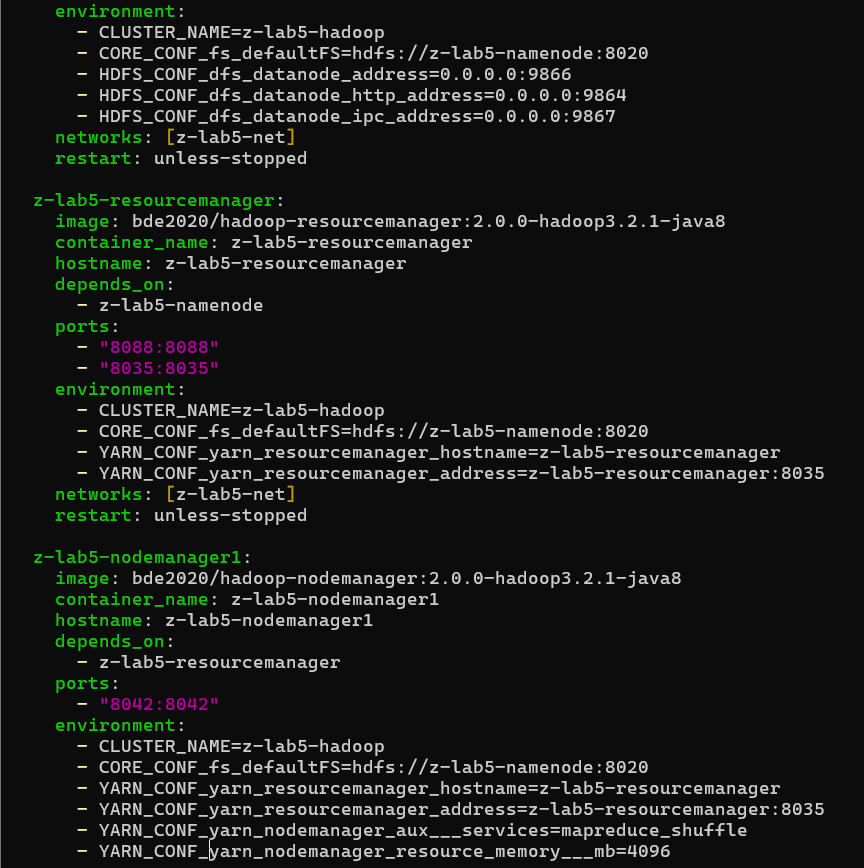 environment:
- CLUSTER_NAME=z-lab5-hadoop
- CORE_CONF_fs_defaultFS=hdfs://z-lab5-namenode:8020
- HDFS_CONF_dfs_datanode_address=0.0.0.0:9866
- HDFS_CONF_dfs_datanode_http_address=0.0.0.0:9864
- HDFS_CONF_dfs_datanode_ipc_address=0.0.0.0:9867
networks: [z-lab5-net]
restart: unless-stopped
z-lab5-resourcemanager:
image: bde2020/hadoop-resourcemanager:2.0.0-hadoop3.2.1-java8
container_name: z-lab5-resourcemanager
hostname: z-lab5-resourcemanager
depends_on:
- z-lab5-namenode
ports:
- "8088:8088"
- "8035:8035"
environment:
- CLUSTER_NAME=z-lab5-hadoop
- CORE_CONF_fs_defaultFS=hdfs://z-lab5-namenode:8020
- YARN_CONF_yarn_resourcemanager_hostname=z-lab5-resourcemanager
- YARN_CONF_yarn_resourcemanager_address=z-lab5-resourcemanager:8035
networks: [z-lab5-net]
restart: unless-stopped
z-lab5-nodemanager1:
image: bde2020/hadoop-nodemanager:2.0.0-hadoop3.2.1-java8
container_name: z-lab5-nodemanager1
hostname: z-lab5-nodemanager1
depends_on:
- z-lab5-resourcemanager
ports:
- "8042:8042"
environment:
- CLUSTER_NAME=z-lab5-hadoop
- CORE_CONF_fs_defaultFS=hdfs://z-lab5-namenode:8020
- YARN_CONF_yarn_resourcemanager_hostname=z-lab5-resourcemanager
- YARN_CONF_yarn_resourcemanager_address=z-lab5-resourcemanager:8035
- YARN_CONF_yarn_nodemanager_aux___services=mapreduce_shuffle
- YARN_CONF_yarn_nodemanager_resource_memory___mb=4096